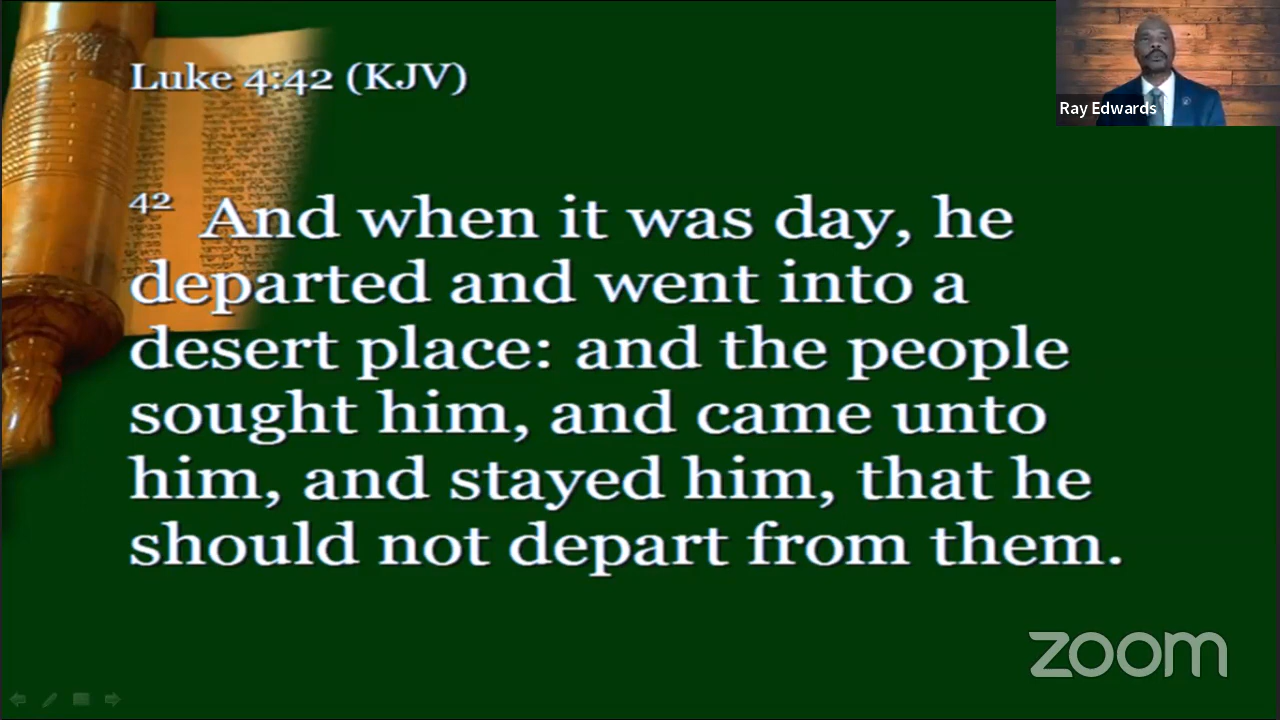 Luke 4:42 (KJV)
Ray Edwards
42 And when it was day, he
departed and went into a
desert place: and the people
sought him, and came unto
him, and stayed him, that he
should not depart from them.
zoom